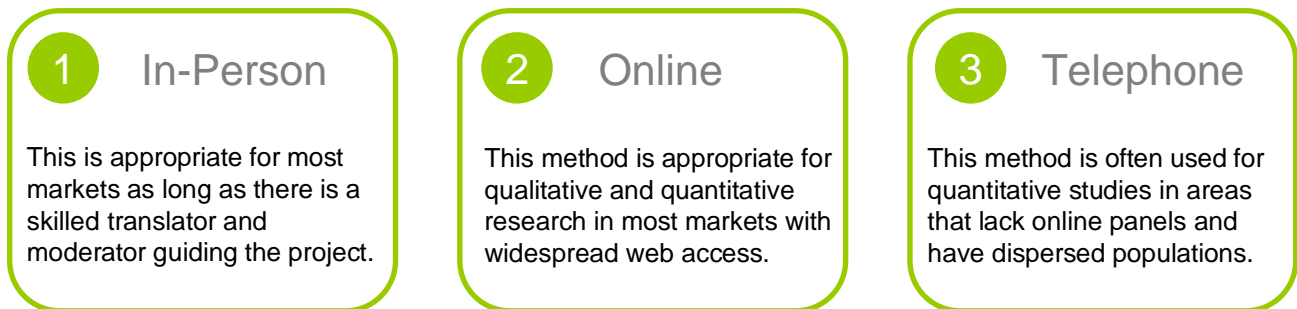 1 In-Person
This is appropriate for most
markets as long as there is a
skilled translator and
moderator guiding the project.
2 Online
This method is appropriate for
qualitative and quantitative
research in most markets with
widespread web access.
3 Telephone
This method is often used for
quantitative studies in areas
that lack online panels and
have dispersed populations.